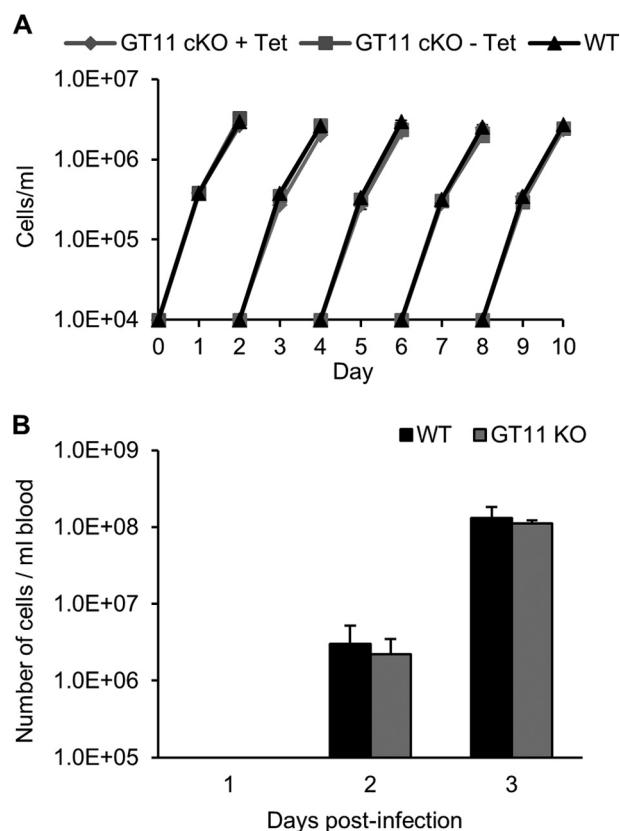 A
GT11 cKO + Tet GT11 cKO - Tet WT
1.0E+07
1.0E+06
1.0E+05
1.0E+04
Cells/ml
0 1 2 3 4 5 6 7 8 9 10
Day
B
WT GT11 KO
1.0E+09
1.0E+08
1.0E+07
1.0E+06
1.0E+05
Number of cells / ml blood
1 2 3
Days post-infection